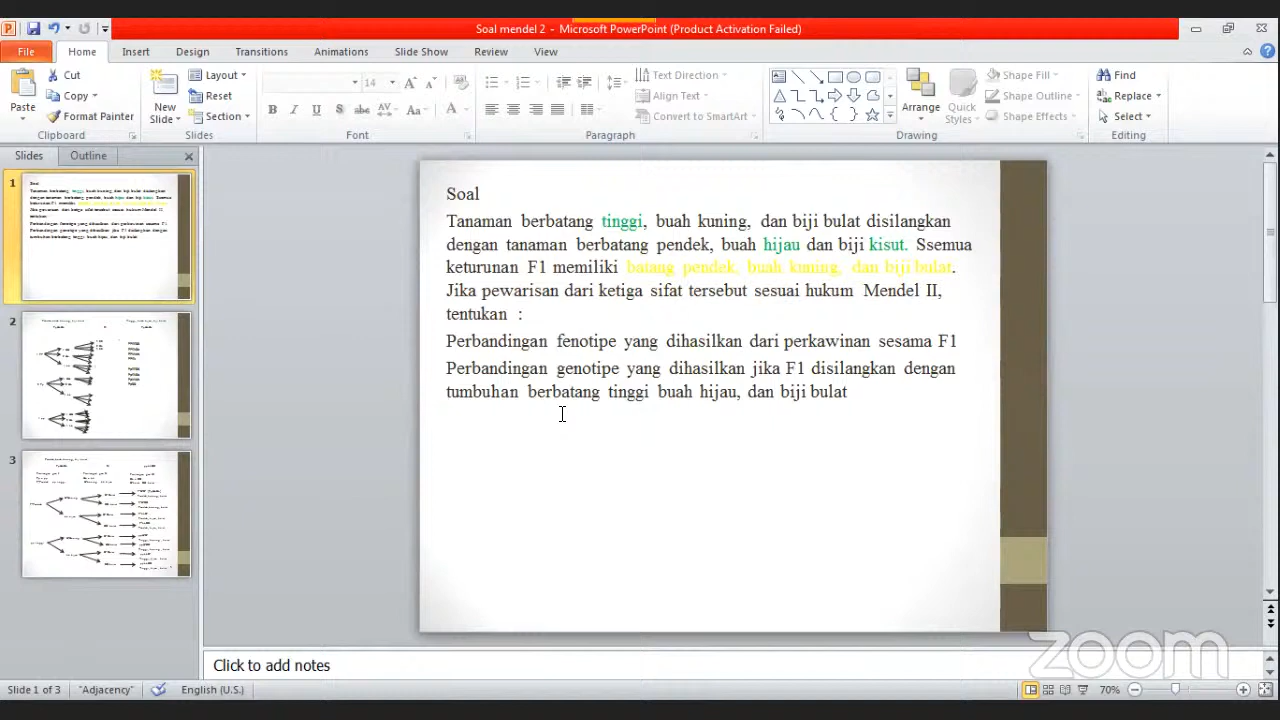 Soal mendel 2 - Microsoft PowerPoint (Product Activation Failed)
File Home Insert Design Transitions Animations Slide Show Review View
Paste
Cut
Copy
Format Painter
Clipboard
New Slide
Layout
Reset
Section
Slides
14
Font
Text Direction
Align Text
Convert to SmartArt
Paragraph
Arrange
Quick Styles
Shape Fill
Shape Outline
Shape Effects
Drawing
Find
Replace
Select
Editing
Slides Outline
1
2
3
Soal
Tanaman berbatang tinggi, buah kuning, dan biji bulat disilangkan
dengan tanaman berbatang pendek, buah hijau dan biji kisut. Ssemua
keturunan F1 memiliki batang pendek, buah kuning, dan biji bulat.
Jika pewarisan dari ketiga sifat tersebut sesuai hukum Mendel II,
tentukan :
Perbandingan fenotipe yang dihasilkan dari perkawinan sesama F1
Perbandingan genotipe yang dihasilkan jika F1 disilangkan dengan
tumbuhan berbatang tinggi buah hijau, dan biji bulat
zoom
Click to add notes
Slide 1 of 3 "Adjacency" English (U.S.) 70%